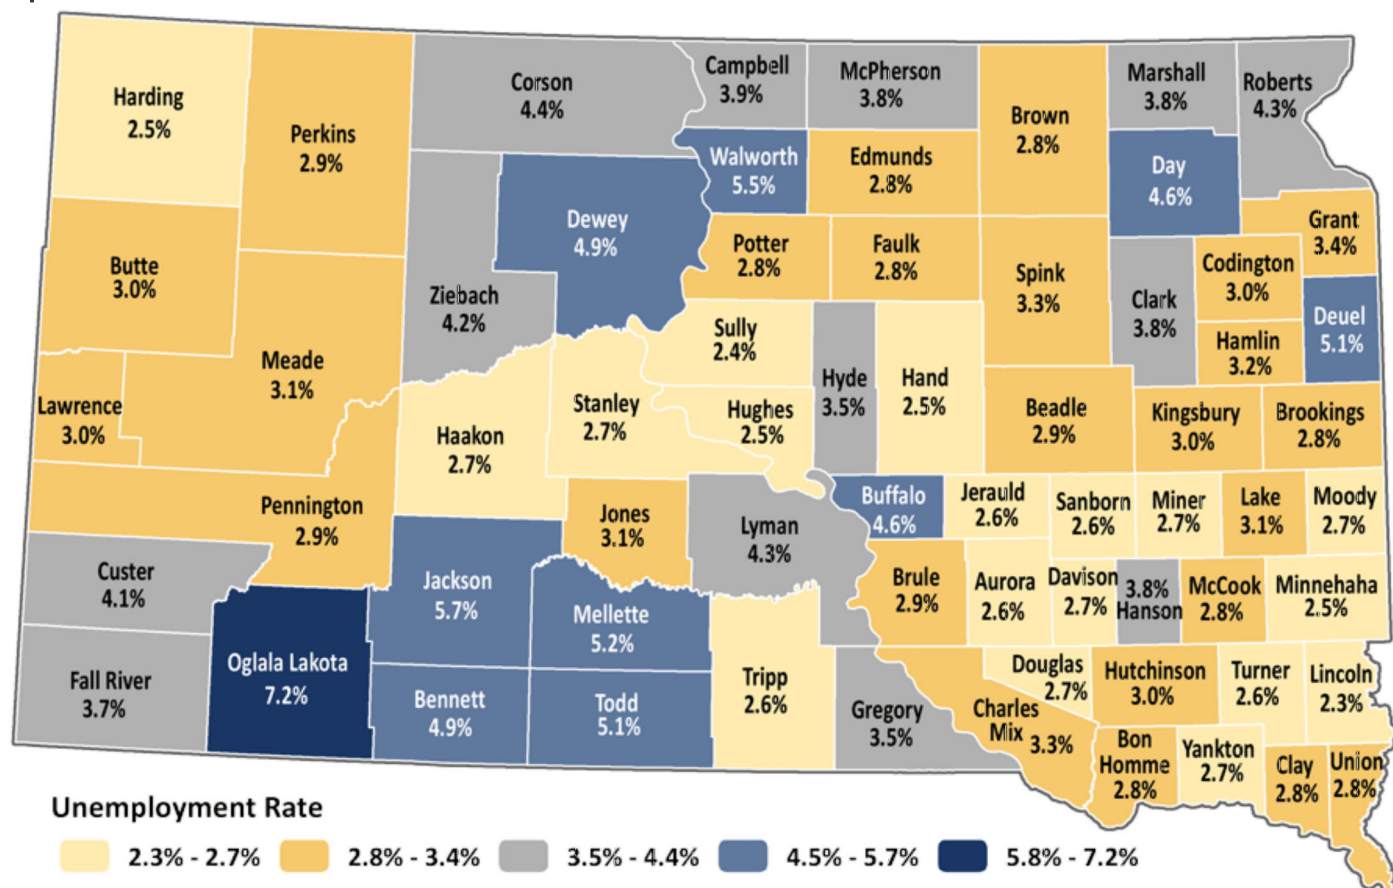 Harding
2.5%
Perkins
2.9%
Corson
4.4%
Campbell
3.9%
McPherson
3.8%
Brown
2.8%
Marshall
3.8%
Roberts
4.3%
Walworth
5.5%
Edmunds
2.8%
Day
4.6%
Dewey
4.9%
Grant
3.4%
Butte
3.0%
Ziebach
4.2%
Potter
2.8%
Faulk
2.8%
Spink
3.3%
Clark
3.8%
Codington
3.0%
Deuel
5.1%
Hamlin
3.2%
Meade
3.1%
Sully
2.4%
Hyde
3.5%
Hand
2.5%
Lawrence
3.0%
Haakon
2.7%
Stanley
2.7%
Hughes
2.5%
Beadle
2.9%
Kingsbury
3.0%
Brookings
2.8%
Pennington
2.9%
Jones
3.1%
Lyman
4.3%
Buffalo
4.6%
Jerauld
2.6%
Sanborn
2.6%
Miner
2.7%
Lake
3.1%
Moody
2.7%
Custer
4.1%
Jackson
5.7%
Mellette
5.2%
Brule
2.9%
Aurora
2.6%
Davison
2.7%
3.8%
Hanson
McCook
2.8%
Minnehaha
2.5%
Fall River
3.7%
Oglala Lakota
7.2%
Bennett
4.9%
Todd
5.1%
Tripp
2.6%
Gregory
3.5%
Charles
Mix 3.3%
Douglas
2.7%
Hutchinson
3.0%
Turner
2.6%
Lincoln
2.3%
Bon
Homme
2.8%
Yankton
2.7%
Clay
2.8%
Union
2.8%
Unemployment Rate
2.3% - 2.7%
2.8% - 3.4%
3.5% - 4.4%
4.5% - 5.7%
5.8% - 7.2%